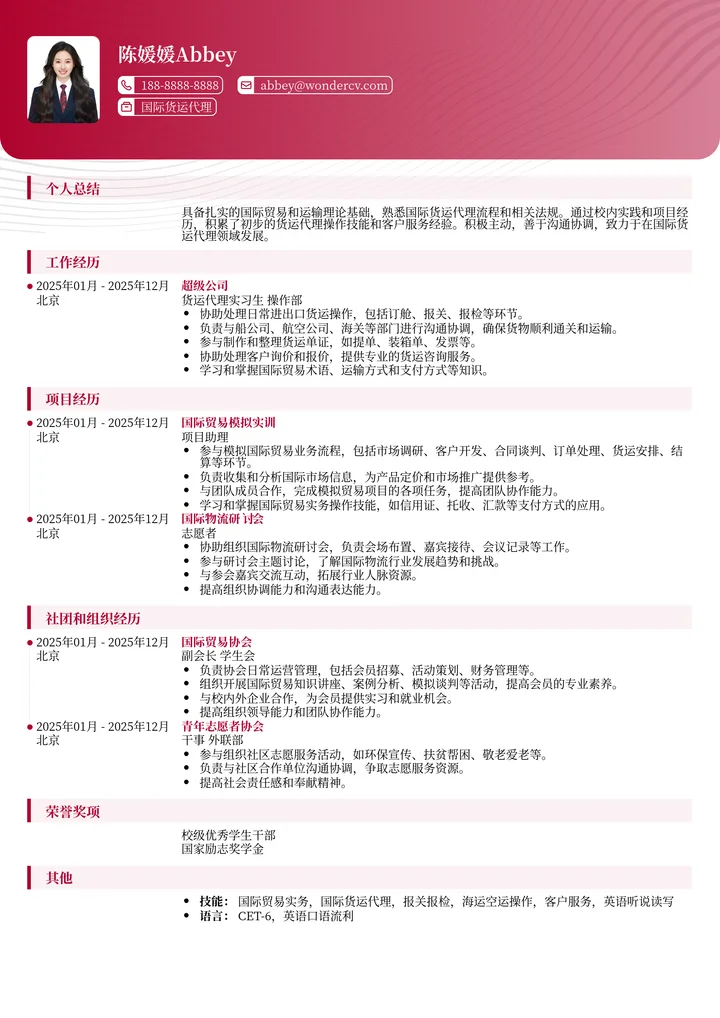 陈媛媛Abbey
188-8888-8888
abbey@wondercv.com
国际货运代理
个人总结
具备扎实的国际贸易和运输理论基础，熟悉国际货运代理流程和相关法规。通过校内实践和项目经
历，积累了初步的货运代理操作技能和客户服务经验。积极主动，善于沟通协调，致力于在国际货
运代理领域发展。
工作经历
2025年01月 - 2025年12月
超级公司
北京
货运代理实习生 操作部
• 协助处理日常进出口货运操作，包括订舱、报关、报检等环节。
• 负责与船公司、航空公司、海关等部门进行沟通协调，确保货物顺利通关和运输。
• 参与制作和整理货运单证，如提单、装箱单、发票等。
• 协助处理客户询价和报价，提供专业的货运咨询服务。
• 学习和掌握国际贸易术语、运输方式和支付方式等知识。
项目经历
2025年01月 - 2025年12月
国际贸易模拟实训
北京
项目助理
• 参与模拟国际贸易业务流程，包括市场调研、客户开发、合同谈判、订单处理、货运安排、结
算等环节。
• 负责收集和分析国际市场信息，为产品定价和市场推广提供参考。
• 与团队成员合作，完成模拟贸易项目的各项任务，提高团队协作能力。
• 学习和掌握国际贸易实务操作技能，如信用证、托收、汇款等支付方式的应用。
2025年01月 - 2025年12月
国际物流研讨会
北京
志愿者
• 协助组织国际物流研讨会，负责会场布置、嘉宾接待、会议记录等工作。
• 参与研讨会主题讨论，了解国际物流行业发展趋势和挑战。
• 与参会嘉宾交流互动，拓展行业人脉资源。
• 提高组织协调能力和沟通表达能力。
社团和组织经历
2025年01月 - 2025年12月
国际贸易协会
北京
副会长 学生会
• 负责协会日常运营管理，包括会员招募、活动策划、财务管理等。
• 组织开展国际贸易知识讲座、案例分析、模拟谈判等活动，提高会员的专业素养。
• 与校内外企业合作，为会员提供实习和就业机会。
• 提高组织领导能力和团队协作能力。
2025年01月 - 2025年12月
青年志愿者协会
北京
干事 外联部
• 参与组织社区志愿服务活动，如环保宣传、扶贫帮困、敬老爱老等。
• 负责与社区合作单位沟通协调，争取志愿服务资源。
• 提高社会责任感和奉献精神。
荣誉奖项
校级优秀学生干部
国家励志奖学金
其他
• 技能： 国际贸易实务，国际货运代理，报关报检，海运空运操作，客户服务，英语听说读写
• 语言： CET-6，英语口语流利